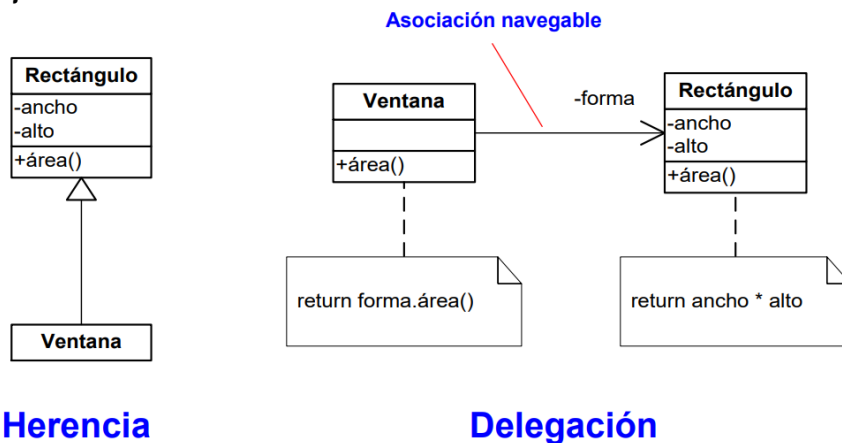 Asociación navegable
Rectángulo
-ancho
-alto
+área()
Ventana
Herencia
Ventana
+área()
-forma
Rectángulo
-ancho
-alto
+área()
return forma.área()
return ancho * alto
Delegación